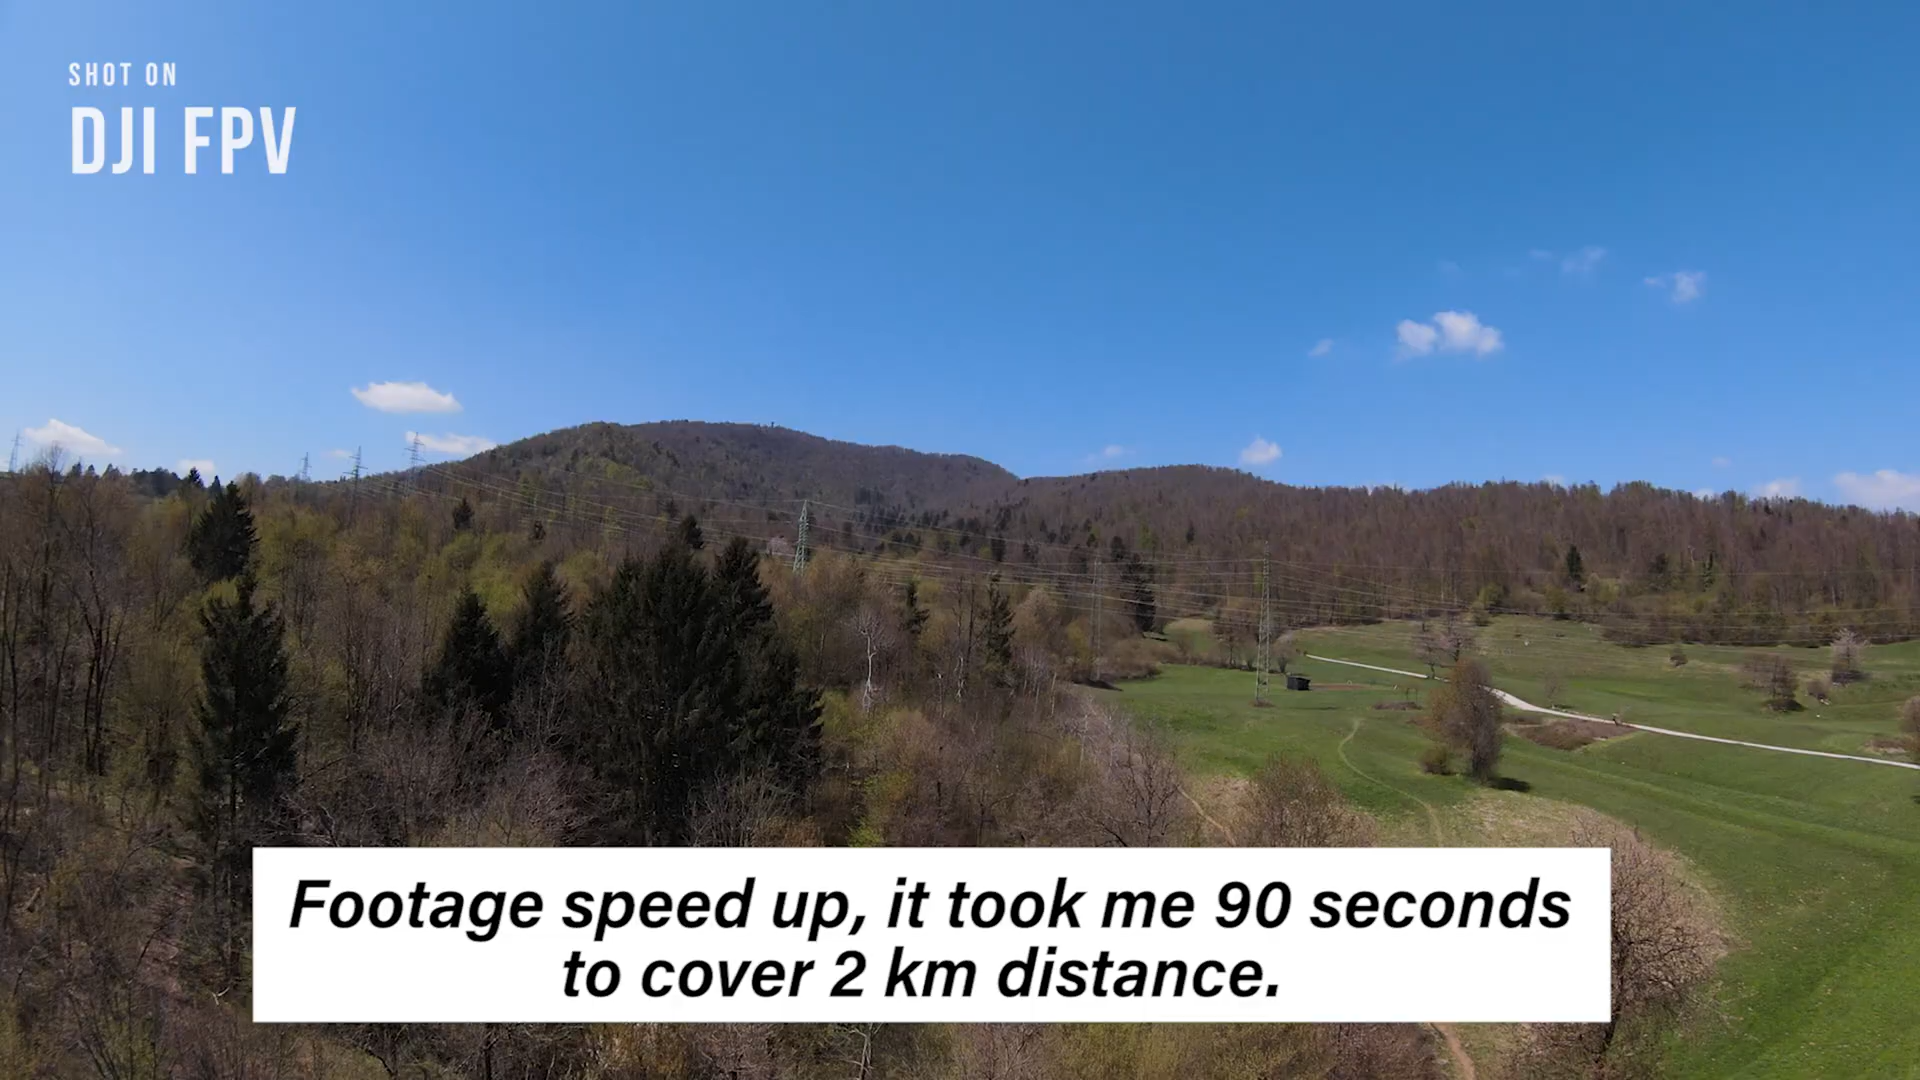 SHOT ON
DJI FPV
Footage speed up, it took me 90 seconds
to cover 2 km distance.